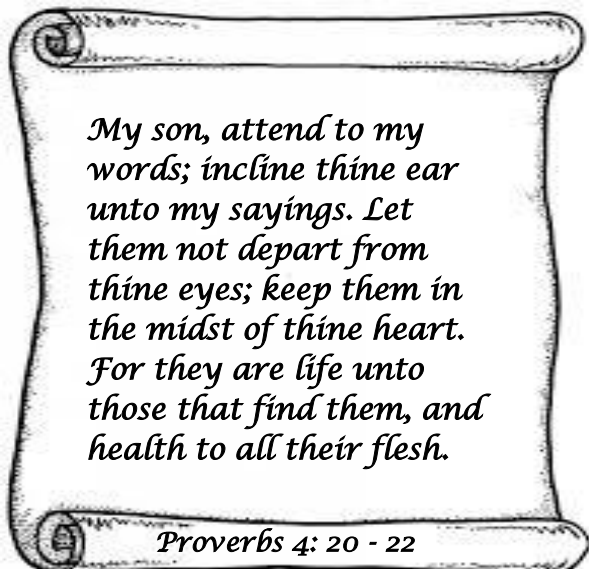 My son, attend to my
words; incline thine ear
unto my sayings. Let
them not depart from
thine eyes; keep them in
the midst of thine heart.
For they are life unto
those that find them, and
health to all their flesh.
Proverbs 4: 20 - 22